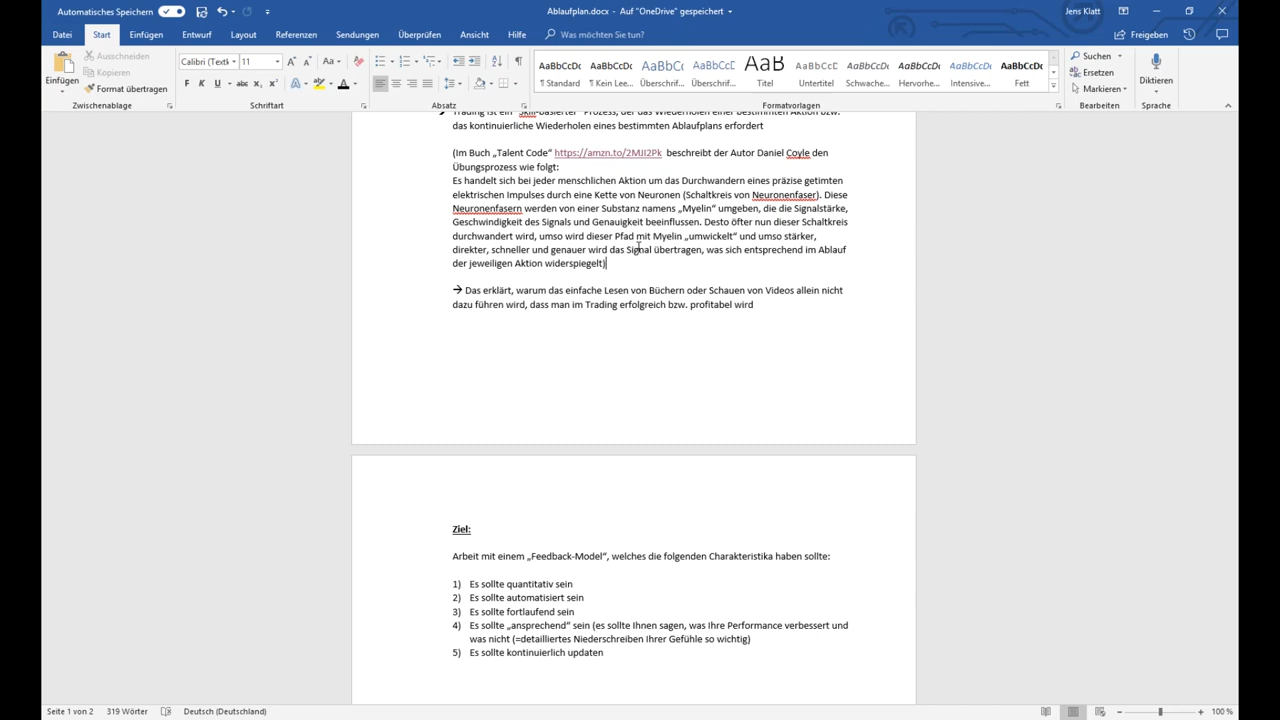 Automatisches Speichern
Ablaufplan.docx - Auf "OneDrive" gespeichert
Jens Klatt
Datei Start Einfügen Entwurf Layout Referenzen Sendungen Überprüfen Ansicht Hilfe Was möchten Sie tun? Freigeben
Einfügen
Ausschneiden
Kopieren
Format übertragen
Zwischenablage
Calibri (Textk 11
Aa
F K U abc x₂ x²
Schriftart
Absatz
AaBbCcDc AaBbCcDc AaBbCc AaBbCcD AaB AaBbCcD AaBbCcDc AaBbCcDc AaBbCcDc AaBbCcDc
¶ Standard ¶ Kein Lee... Überschrif... Überschrif... Titel Untertitel Schwache... Hervorhe... Intensive... Fett
Formatvorlagen
Suchen
Ersetzen
Markieren
Bearbeiten
Diktieren
Sprache
Trading ist ein "Skill-basierter" Prozess, der das Wiederholen einer bestimmten Aktion bzw.
das kontinuierliche Wiederholen eines bestimmten Ablaufplans erfordert
(Im Buch „Talent Code“ https://amzn.to/2MJI2Pk beschreibt der Autor Daniel Coyle den
Übungsprozess wie folgt:
Es handelt sich bei jeder menschlichen Aktion um das Durchwandern eines präzise getimten
elektrischen Impulses durch eine Kette von Neuronen (Schaltkreis von Neuronenfaser). Diese
Neuronenfasern werden von einer Substanz namens „Myelin“ umgeben, die die Signalstärke,
Geschwindigkeit des Signals und Genauigkeit beeinflussen. Desto öfter nun dieser Schaltkreis
durchwandert wird, umso wird dieser Pfad mit Myelin „umwickelt“ und umso stärker,
direkter, schneller und genauer wird das Signal übertragen, was sich entsprechend im Ablauf
der jeweiligen Aktion widerspiegelt)
→ Das erklärt, warum das einfache Lesen von Büchern oder Schauen von Videos allein nicht
dazu führen wird, dass man im Trading erfolgreich bzw. profitabel wird
Ziel:
Arbeit mit einem „Feedback-Model“, welches die folgenden Charakteristika haben sollte:
1) Es sollte quantitativ sein
2) Es sollte automatisiert sein
3) Es sollte fortlaufend sein
4) Es sollte „ansprechend“ sein (es sollte Ihnen sagen, was Ihre Performance verbessert und
was nicht (=detailliertes Niederschreiben Ihrer Gefühle so wichtig)
5) Es sollte kontinuierlich updaten
Seite 1 von 2 319 Wörter Deutsch (Deutschland) 100 %